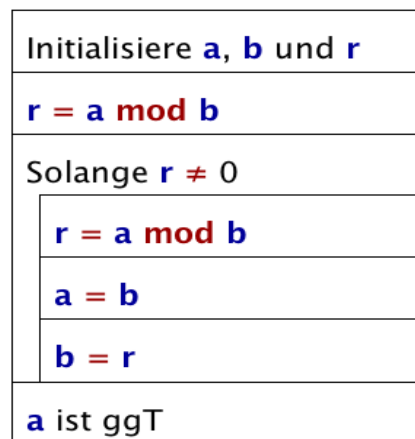 Initialisiere a, b und r
r = a mod b
Solange r ≠ 0
r = a mod b
a = b
b = r
a ist ggT